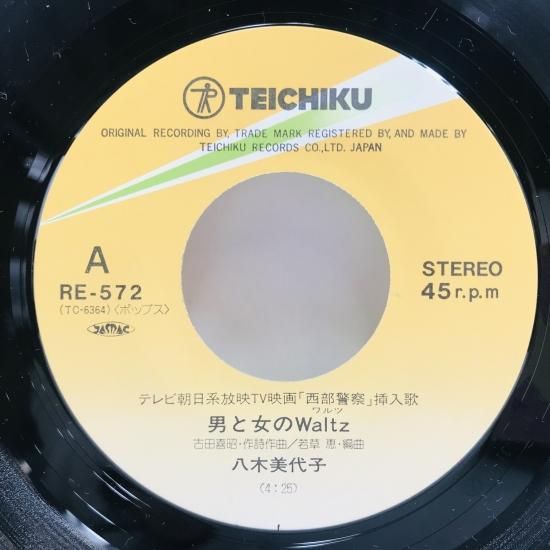 TEICHIKU
ORIGINAL RECORDING BY, TRADE MARK REGISTERED BY, AND MADE BY
TEICHIKU RECORDS CO., LTD. JAPAN
A
RE-572
(TC-6364)〈ポップス〉
JASRAC
STEREO
45 r.p.m
テレビ朝日系放映TV映画「西部警察」挿入歌
ワルツ
男と女のWaltz
古田喜昭・作詩作曲/若草 恵・編曲
八木美代子
(4:25)